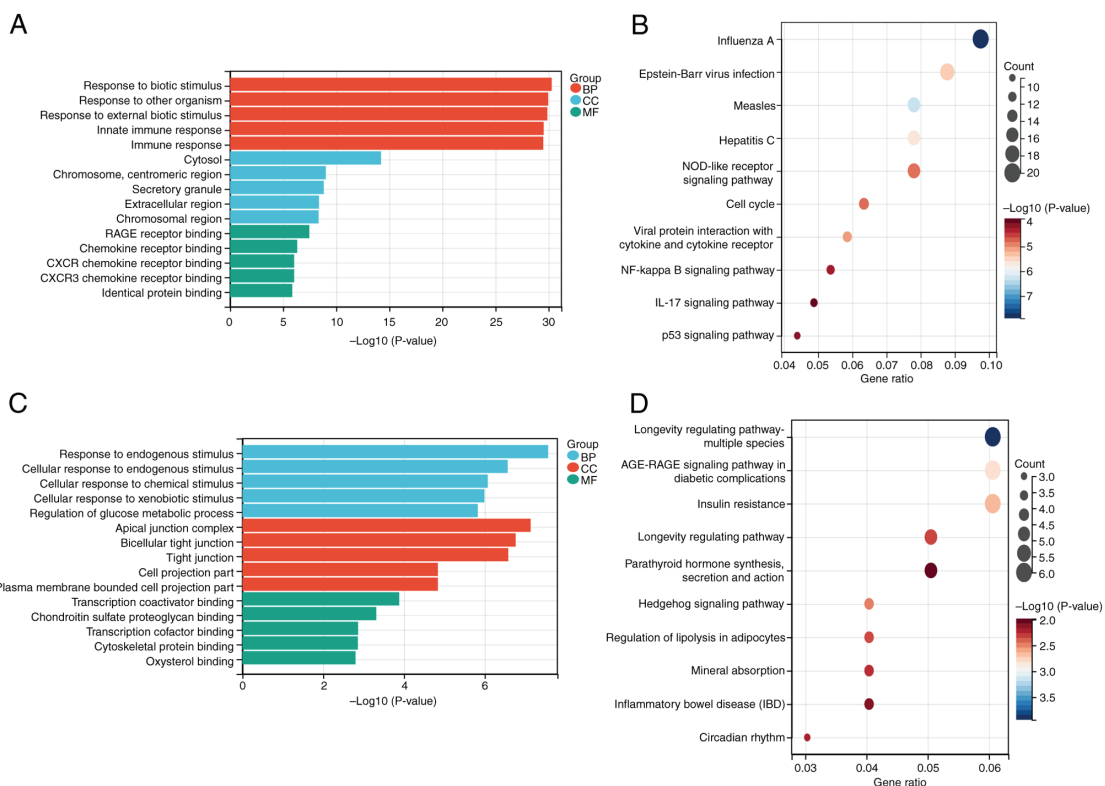 A
Group
BP
CC
MF
Response to biotic stimulus
Response to other organism
Response to external biotic stimulus
Innate immune response
Immune response
Cytosol
Chromosome, centromeric region
Secretory granule
Extracellular region
Chromosomal region
RAGE receptor binding
Chemokine receptor binding
CXCR chemokine receptor binding
CXCR3 chemokine receptor binding
Identical protein binding
0 5 10 15 20 25 30
–Log10 (P-value)
B
Influenza A
Epstein-Barr virus infection
Measles
Hepatitis C
NOD-like receptor
signaling pathway
Cell cycle
Viral protein interaction with
cytokine and cytokine receptor
NF-kappa B signaling pathway
IL-17 signaling pathway
p53 signaling pathway
0.04 0.05 0.06 0.07 0.08 0.09 0.10
Gene ratio
Count
10
12
14
16
18
20
–Log10 (P-value)
4
5
6
7
C
Group
BP
CC
MF
Response to endogenous stimulus
Cellular response to endogenous stimulus
Cellular response to chemical stimulus
Cellular response to xenobiotic stimulus
Regulation of glucose metabolic process
Apical junction complex
Bicellular tight junction
Tight junction
Cell projection part
Plasma membrane bounded cell projection part
Transcription coactivator binding
Chondroitin sulfate proteoglycan binding
Transcription cofactor binding
Cytoskeletal protein binding
Oxysterol binding
0 2 4 6
–Log10 (P-value)
D
Longevity regulating pathway-
multiple species
AGE-RAGE signaling pathway in
diabetic complications
Insulin resistance
Longevity regulating pathway
Parathyroid hormone synthesis,
secretion and action
Hedgehog signaling pathway
Regulation of lipolysis in adipocytes
Mineral absorption
Inflammatory bowel disease (IBD)
Circadian rhythm
0.03 0.04 0.05 0.06
Gene ratio
Count
3.0
3.5
4.0
4.5
5.0
5.5
6.0
–Log10 (P-value)
2.0
2.5
3.0
3.5